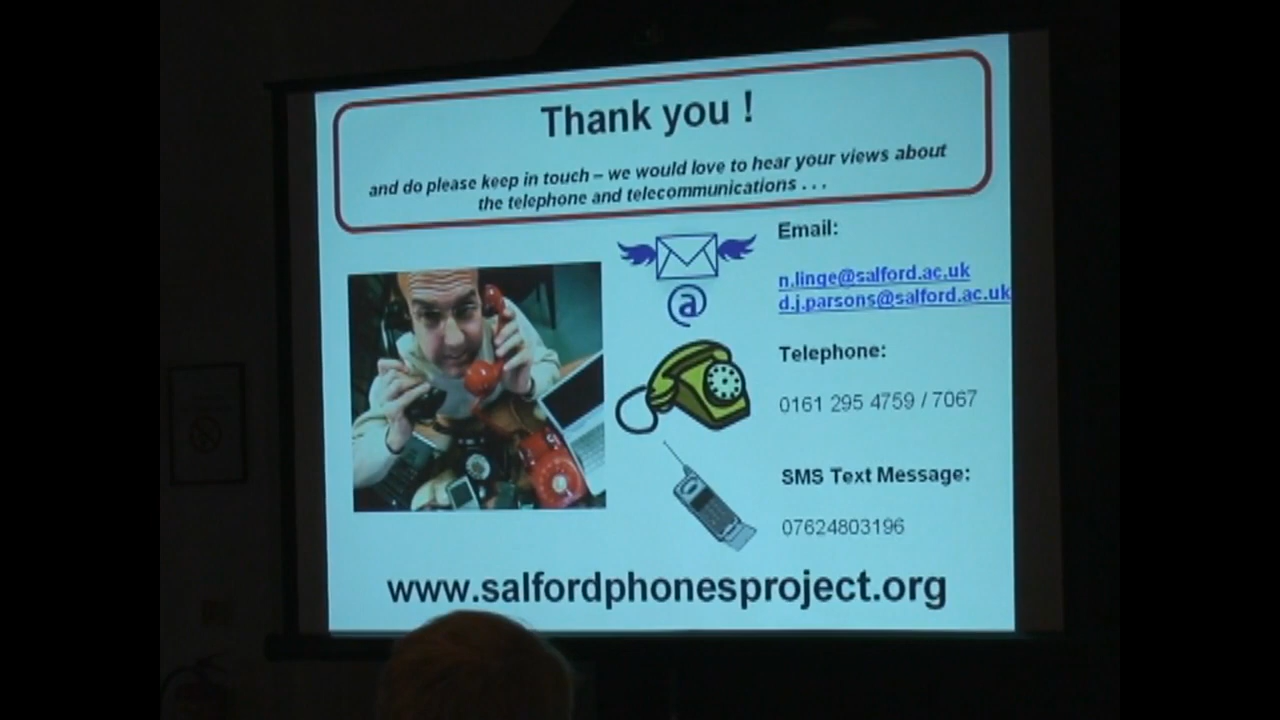 Thank you !
and do please keep in touch – we would love to hear your views about
the telephone and telecommunications . . .
Email:
n.linge@salford.ac.uk
d.j.parsons@salford.ac.uk
@
Telephone:
0161 295 4759 / 7067
SMS Text Message:
07624803196
www.salfordphonesproject.org